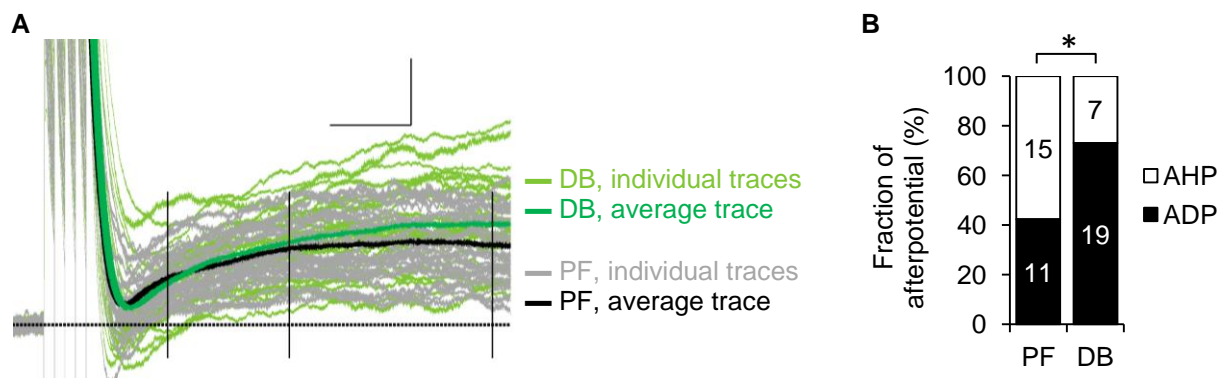 A
DB, individual traces
DB, average trace
PF, individual traces
PF, average trace
B
*
Fraction of
afterpotential (%)
100
80
60
40
20
0
15
11
7
19
PF
DB
AHP
ADP